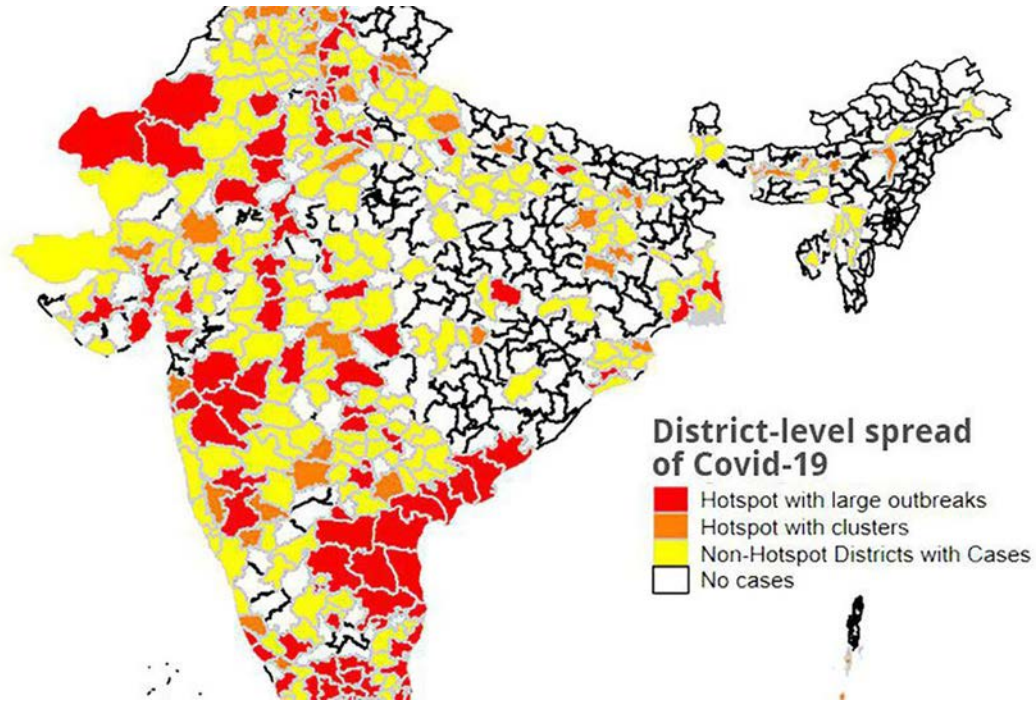 District-level spread
of Covid-19
Hotspot with large outbreaks
Hotspot with clusters
Non-Hotspot Districts with Cases
No cases